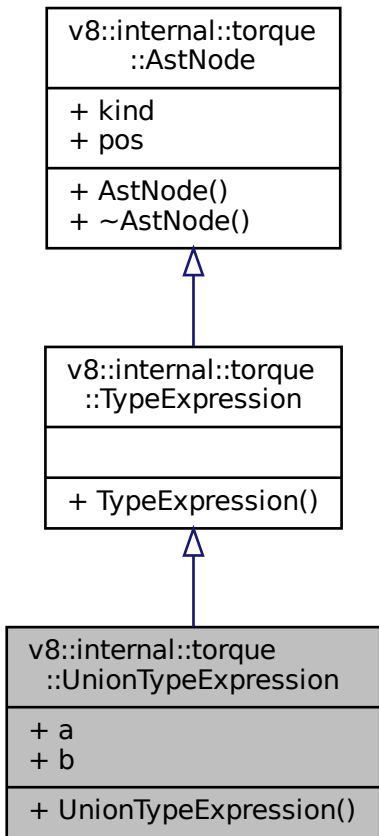 v8::internal::torque
::AstNode
+ kind
+ pos
+ AstNode()
+ ~AstNode()
v8::internal::torque
::TypeExpression
+ TypeExpression()
v8::internal::torque
::UnionTypeExpression
+ a
+ b
+ UnionTypeExpression()